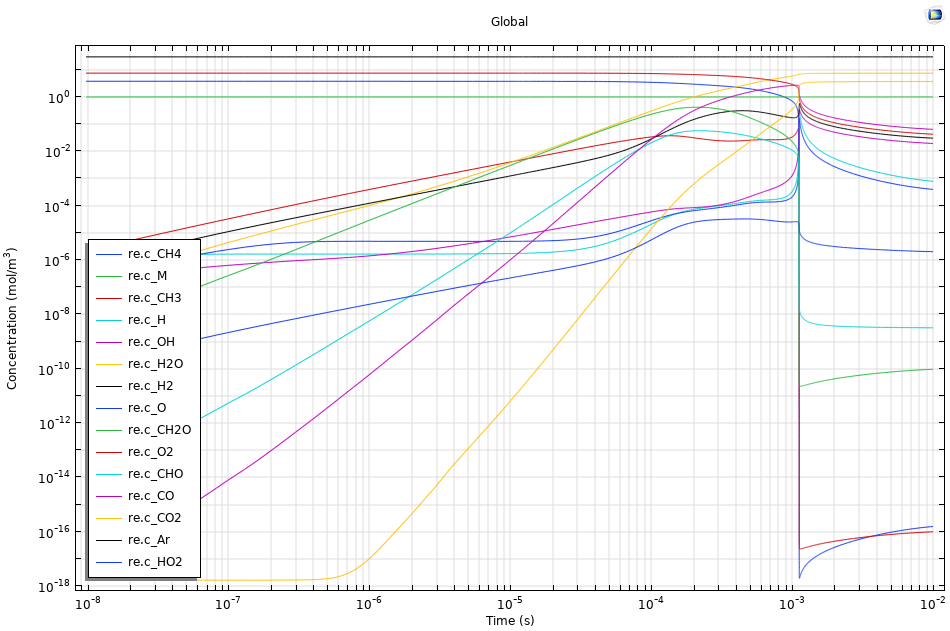 Global
Concentration (mol/m³)
10⁰
10⁻²
10⁻⁴
10⁻⁶
10⁻⁸
10⁻¹⁰
10⁻¹²
10⁻¹⁴
10⁻¹⁶
10⁻¹⁸
re.c_CH4
re.c_M
re.c_CH3
re.c_H
re.c_OH
re.c_H2O
re.c_H2
re.c_O
re.c_CH2O
re.c_O2
re.c_CHO
re.c_CO
re.c_CO2
re.c_Ar
re.c_HO2
10⁻⁸ 10⁻⁷ 10⁻⁶ 10⁻⁵ 10⁻⁴ 10⁻³ 10⁻²
Time (s)